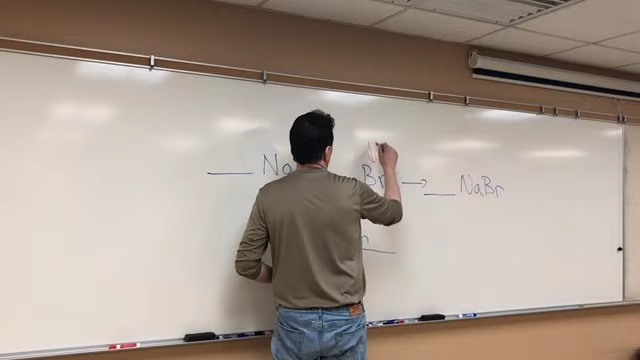 ___ Na Br → ___ NaBr